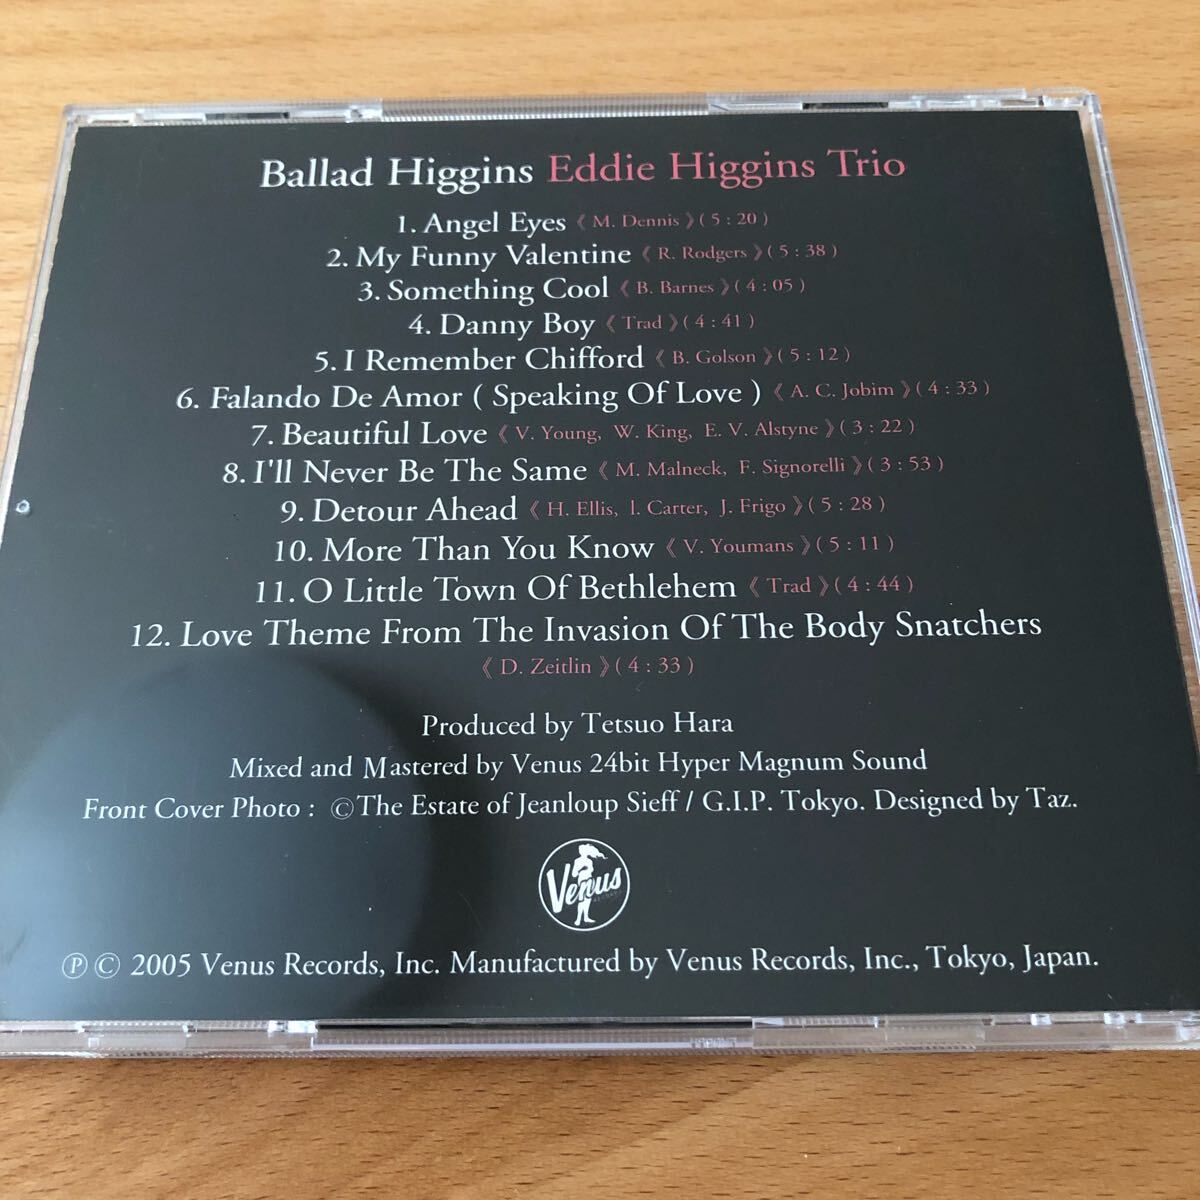 Ballad Higgins Eddie Higgins Trio
1. Angel Eyes《 M. Dennis 》( 5 : 20 )
2. My Funny Valentine《 R. Rodgers 》( 5 : 38 )
3. Something Cool《 B. Barnes 》( 4 : 05 )
4. Danny Boy《 Trad 》( 4 : 41 )
5. I Remember Chifford《 B. Golson 》( 5 : 12 )
6. Falando De Amor ( Speaking Of Love )《 A. C. Jobim 》( 4 : 33 )
7. Beautiful Love《 V. Young, W. King, E. V. Alstyne 》( 3 : 22 )
8. I'll Never Be The Same《 M. Malneck, F. Signorelli 》( 3 : 53 )
9. Detour Ahead《 H. Ellis, l. Carter, J. Frigo 》( 5 : 28 )
10. More Than You Know《 V. Youmans 》( 5 : 11 )
11. O Little Town Of Bethlehem《 Trad 》( 4 : 44 )
12. Love Theme From The Invasion Of The Body Snatchers
《 D. Zeitlin 》( 4 : 33 )
Produced by Tetsuo Hara
Mixed and Mastered by Venus 24bit Hyper Magnum Sound
Front Cover Photo : ©The Estate of Jeanloup Sieff / G.I.P. Tokyo. Designed by Taz.
Venus
℗ © 2005 Venus Records, Inc. Manufactured by Venus Records, Inc., Tokyo, Japan.